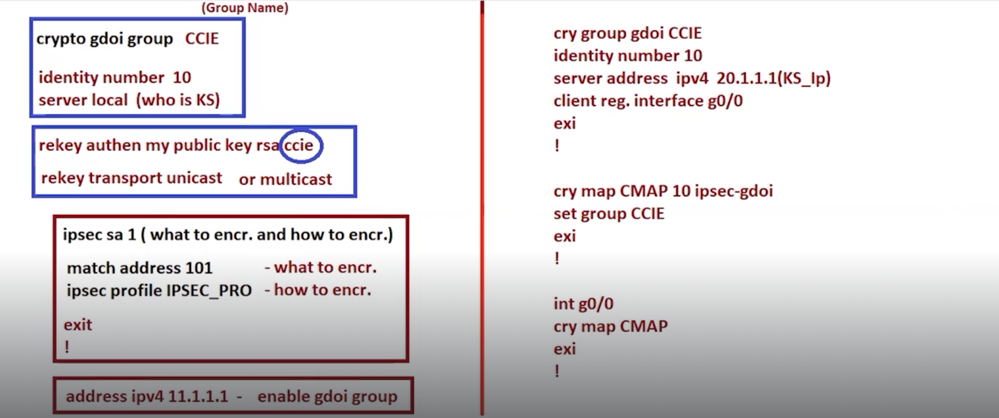 (Group Name)
crypto gdoi group CCIE
identity number 10
server local (who is KS)
rekey authen my public key rsa ccie
rekey transport unicast or multicast
ipsec sa 1 ( what to encr. and how to encr.)
match address 101 - what to encr.
ipsec profile IPSEC_PRO - how to encr.
exit
!
address ipv4 11.1.1.1 - enable gdoi group
cry group gdoi CCIE
identity number 10
server address ipv4 20.1.1.1(KS_Ip)
client reg. interface g0/0
exi
!
cry map CMAP 10 ipsec-gdoi
set group CCIE
exi
!
int g0/0
cry map CMAP
exi
!